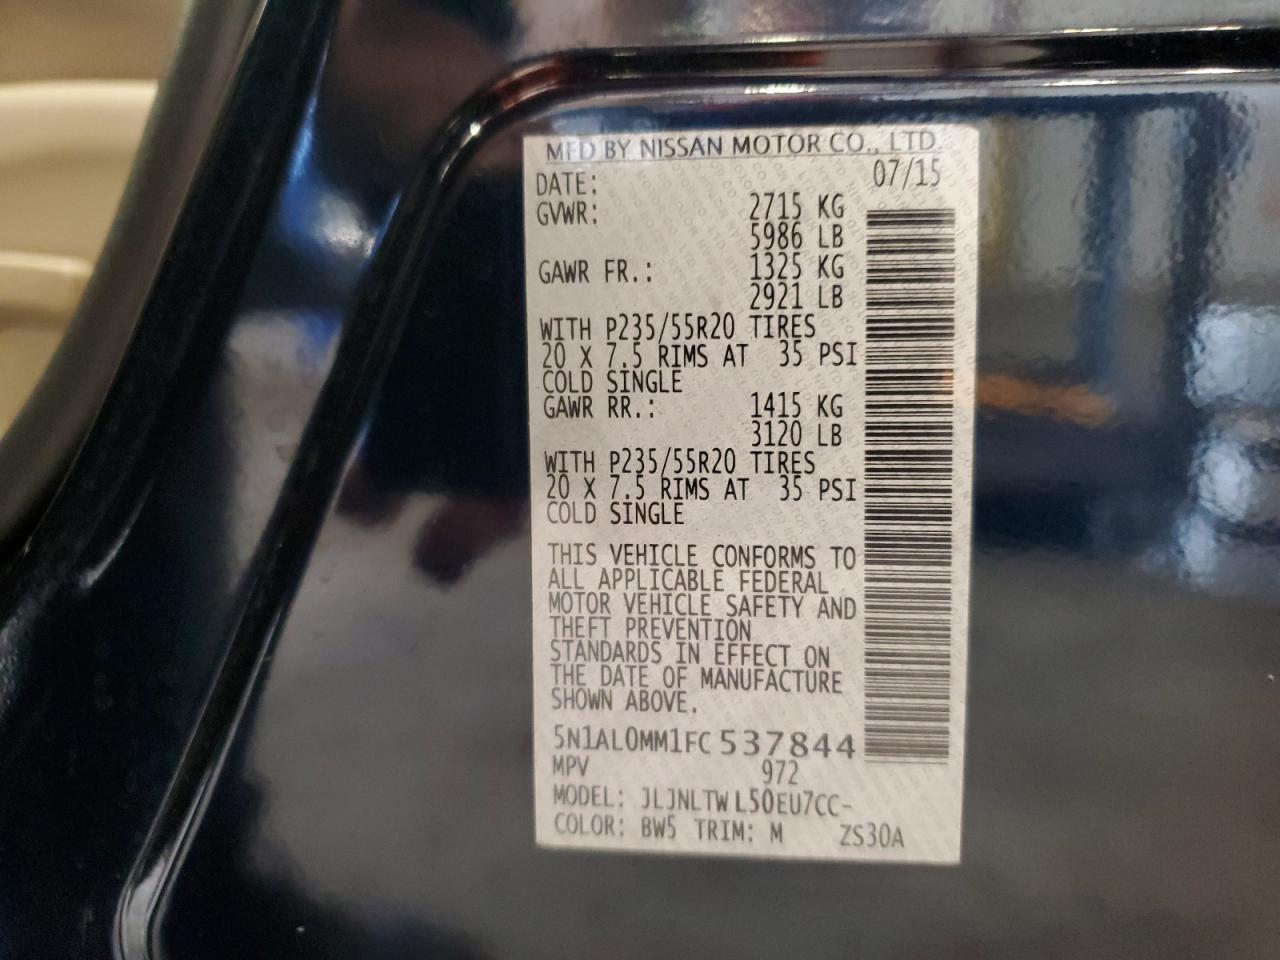 MFD BY NISSAN MOTOR CO., LTD.
DATE: 07/15
GVWR: 2715 KG
5986 LB
GAWR FR.: 1325 KG
2921 LB
WITH P235/55R20 TIRES
20 X 7.5 RIMS AT 35 PSI
COLD SINGLE
GAWR RR.: 1415 KG
3120 LB
WITH P235/55R20 TIRES
20 X 7.5 RIMS AT 35 PSI
COLD SINGLE
THIS VEHICLE CONFORMS TO
ALL APPLICABLE FEDERAL
MOTOR VEHICLE SAFETY AND
THEFT PREVENTION
STANDARDS IN EFFECT ON
THE DATE OF MANUFACTURE
SHOWN ABOVE.
5N1AL0MM1FC537844
MPV 972
MODEL: JLJNLTWL50EU7CC-
COLOR: BW5 TRIM: M ZS30A